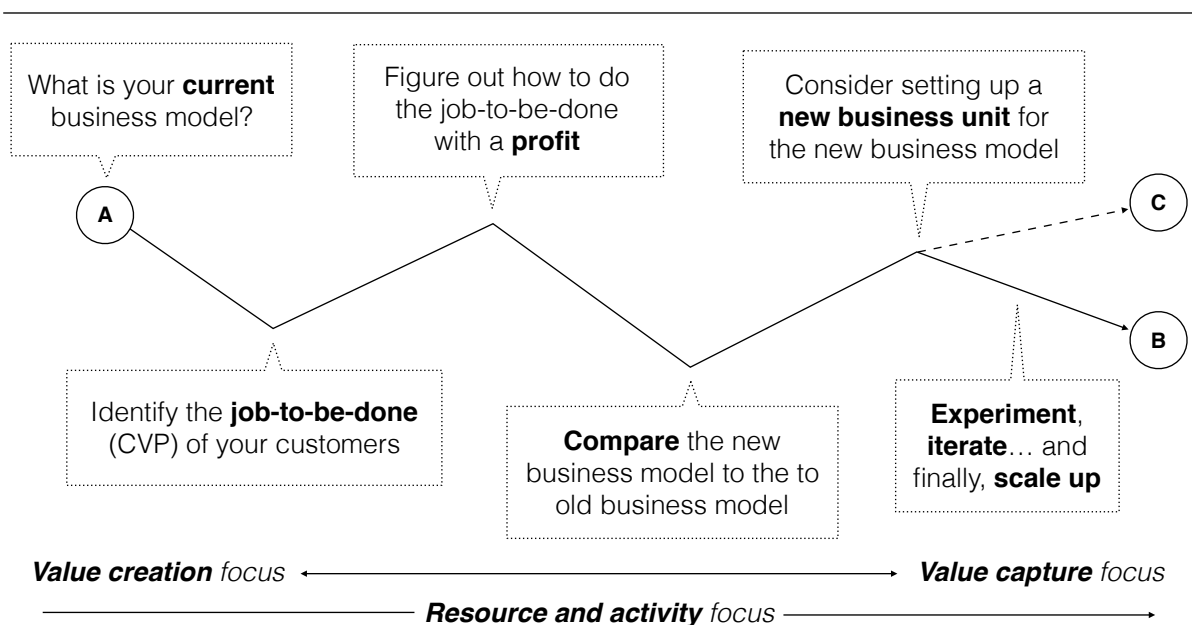 What is your current
business model?
Figure out how to do
the job-to-be-done
with a profit
Consider setting up a
new business unit for
the new business model
A
C
B
Identify the job-to-be-done
(CVP) of your customers
Compare the new
business model to the to
old business model
Experiment,
iterate... and
finally, scale up
Value creation focus
Value capture focus
Resource and activity focus